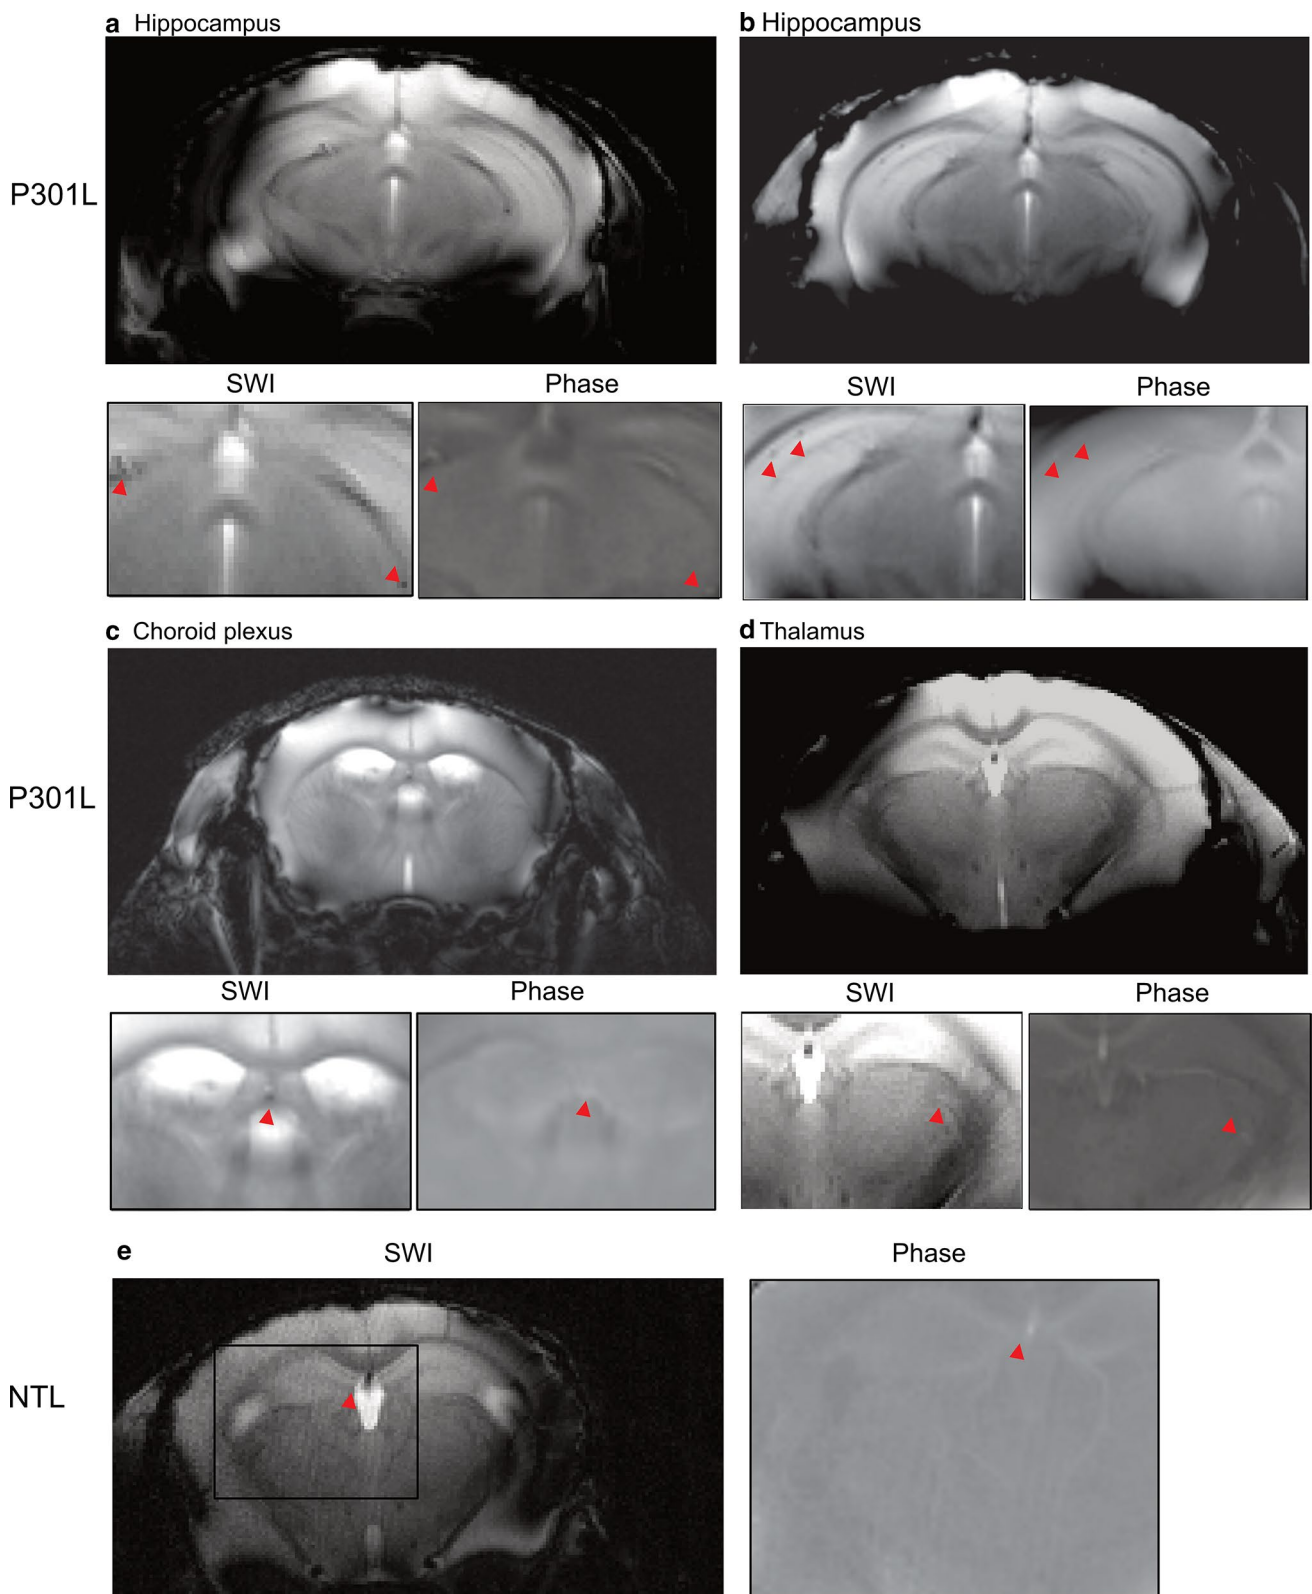 a Hippocampus
b Hippocampus
P301L
SWI
Phase
SWI
Phase
c Choroid plexus
d Thalamus
P301L
SWI
Phase
SWI
Phase
e
SWI
Phase
NTL